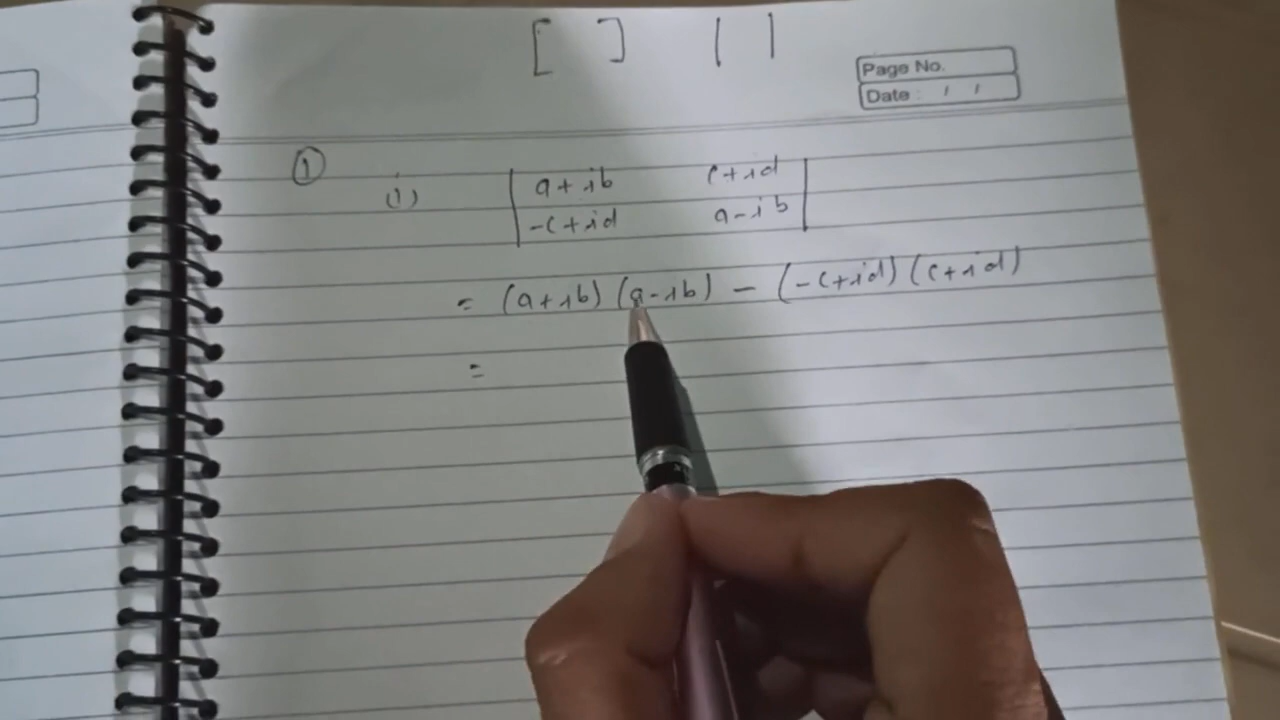 [ ] | |
Page No.
Date : / /
① (i) | a+ib c+id |
| -c+id a-ib |
= (a+ib) (a-ib) - (-c+id) (c+id)
=